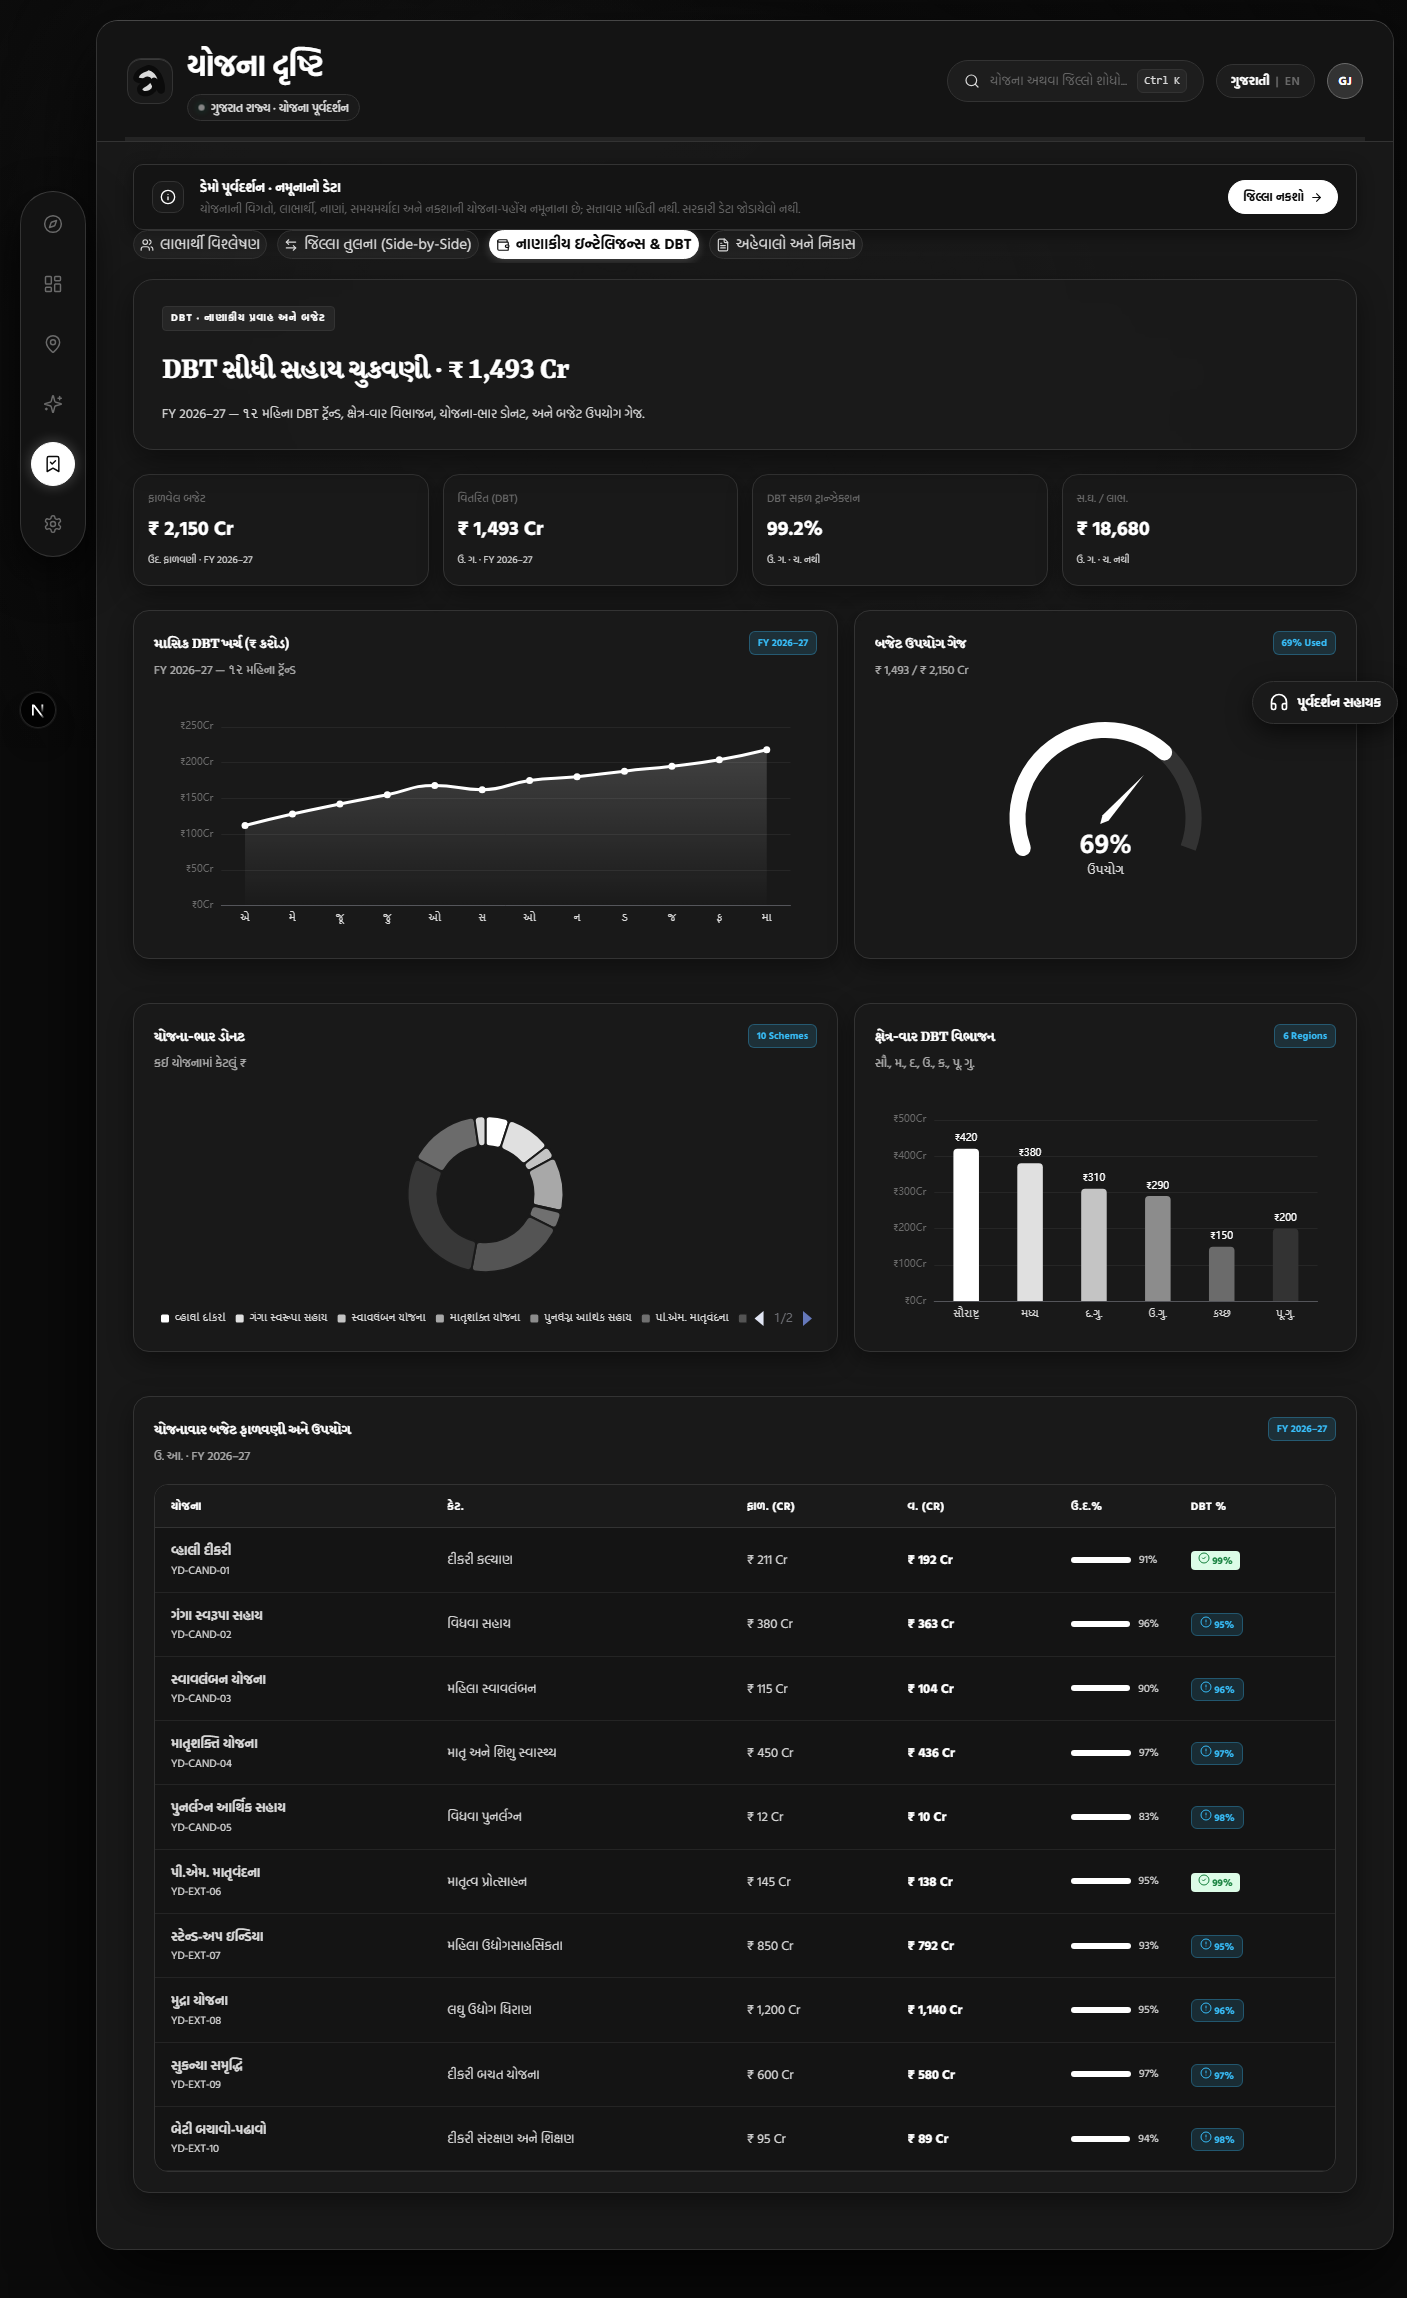 યોજના દૃષ્ટિ
ગુજરાત રાજ્ય · યોજના પૂર્વદર્શન
યોજના અથવા જિલ્લો શોધો... Ctrl K
ગુજરાતી | EN
GJ
ડેમો પૂર્વદર્શન · નમૂનાનો ડેટા
યોજનાની વિગતો, લાભાર્થી, નાણાં, સમયમર્યાદા અને નકશાની યોજના-પહોંચ નમૂનાના છે; સત્તાવાર માહિતી નથી. સરકારી ડેટા જોડાયેલો નથી.
જિલ્લા નકશો →
લાભાર્થી વિશ્લેષણ
જિલ્લા તુલના (Side-by-Side)
નાણાકીય ઇન્ટેલિજન્સ & DBT
અહેવાલો અને નિકાસ
DBT · નાણાકીય પ્રવાહ અને બજેટ
DBT સીધી સહાય ચુકવણી · ₹ 1,493 Cr
FY 2026–27 — ૧૨ મહિના DBT ટ્રૅન્ડ, ક્ષેત્ર-વાર વિભાજન, યોજના-ભાર ડોનટ, અને બજેટ ઉપયોગ ગેજ.
ફાળવેલ બજેટ
₹ 2,150 Cr
ઉદ. ફાળવણી · FY 2026–27
વિતરિત (DBT)
₹ 1,493 Cr
ઉ. ગ. · FY 2026–27
DBT સફળ ટ્રાન્ઝેક્શન
99.2%
ઉ. ગ. · ચ. નથી
સ.ઘ. / લાભ.
₹ 18,680
ઉ. ગ. · ચ. નથી
માસિક DBT ખર્ચ (₹ કરોડ)
FY 2026–27
FY 2026–27 — ૧૨ મહિના ટ્રૅન્ડ
₹250Cr
₹200Cr
₹150Cr
₹100Cr
₹50Cr
₹0Cr
એ મે જૂ જુ ઓ સ ઓ ન ડ જ ફ મા
બજેટ ઉપયોગ ગેજ
69% Used
₹ 1,493 / ₹ 2,150 Cr
પૂર્વદર્શન સહાયક
69%
ઉપયોગ
N
યોજના-ભાર ડોનટ
10 Schemes
કઈ યોજનામાં કેટલું ₹
વ્હાલી દીકરી ગંગા સ્વરૂપા સહાય સ્વાવલંબન યોજના માતૃશક્તિ યોજના પુનર્લગ્ન આર્થિક સહાય પી.એમ. માતૃવંદના 1/2
ક્ષેત્ર-વાર DBT વિભાજન
6 Regions
સૌ., મ., દ., ઉ., ક., પૂ. ગુ.
₹500Cr
₹400Cr
₹300Cr
₹200Cr
₹100Cr
₹0Cr
₹420 ₹380 ₹310 ₹290 ₹150 ₹200
સૌરાષ્ટ્ર મધ્ય દ.ગુ. ઉ.ગુ. કચ્છ પૂ.ગુ.
યોજનાવાર બજેટ ફાળવણી અને ઉપયોગ
FY 2026–27
ઉ. આ. · FY 2026–27
યોજના કેટ. ફાળ. (CR) વ. (CR) ઉ.દ.% DBT %
વ્હાલી દીકરી
YD-CAND-01
દીકરી કલ્યાણ ₹ 211 Cr ₹ 192 Cr 91% 99%
ગંગા સ્વરૂપા સહાય
YD-CAND-02
વિધવા સહાય ₹ 380 Cr ₹ 363 Cr 96% 95%
સ્વાવલંબન યોજના
YD-CAND-03
મહિલા સ્વાવલંબન ₹ 115 Cr ₹ 104 Cr 90% 96%
માતૃશક્તિ યોજના
YD-CAND-04
માતૃ અને શિશુ સ્વાસ્થ્ય ₹ 450 Cr ₹ 436 Cr 97% 97%
પુનર્લગ્ન આર્થિક સહાય
YD-CAND-05
વિધવા પુનર્લગ્ન ₹ 12 Cr ₹ 10 Cr 83% 98%
પી.એમ. માતૃવંદના
YD-EXT-06
માતૃત્વ પ્રોત્સાહન ₹ 145 Cr ₹ 138 Cr 95% 99%
સ્ટેન્ડ-અપ ઇન્ડિયા
YD-EXT-07
મહિલા ઉદ્યોગસાહસિકતા ₹ 850 Cr ₹ 792 Cr 93% 95%
મુદ્રા યોજના
YD-EXT-08
લઘુ ઉદ્યોગ ધિરાણ ₹ 1,200 Cr ₹ 1,140 Cr 95% 96%
સુકન્યા સમૃદ્ધિ
YD-EXT-09
દીકરી બચત યોજના ₹ 600 Cr ₹ 580 Cr 97% 97%
બેટી બચાવો-પઢાવો
YD-EXT-10
દીકરી સંરક્ષણ અને શિક્ષણ ₹ 95 Cr ₹ 89 Cr 94% 98%